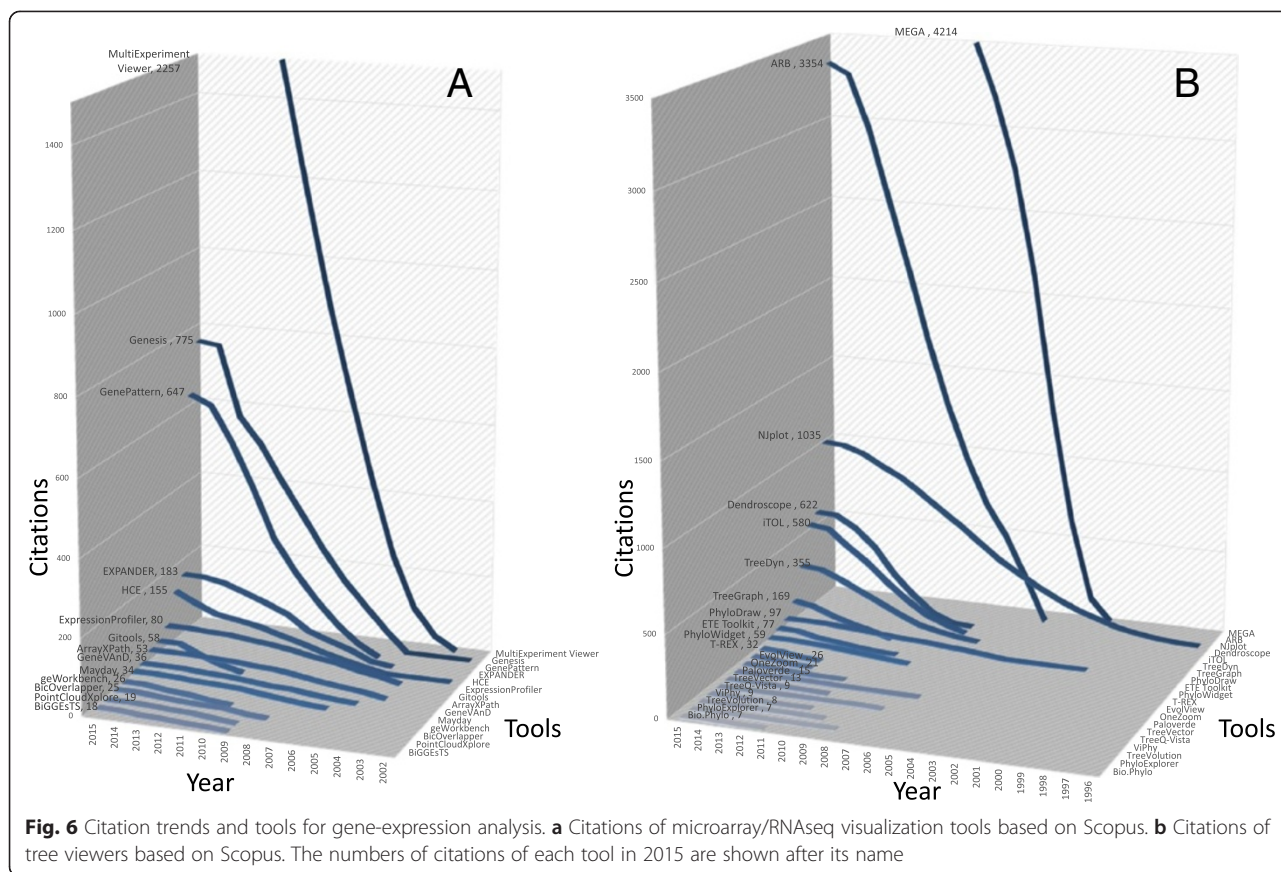 A
MultiExperiment
Viewer, 2257
1400
1200
1000
800
600
400
200
0
Citations
Genesis, 775
GenePattern, 647
EXPANDER, 183
HCE, 155
ExpressionProfiler, 80
Gitools, 58
ArrayXPath, 53
GeneVAnD, 36
Mayday, 34
geWorkbench, 26
BicOverlapper, 25
PointCloudXplore, 19
BiGGEsTS, 18
2015
2014
2013
2012
2011
2010
2009
2008
2007
2006
2005
2004
2003
2002
Year
MultiExperiment Viewer
Genesis
GenePattern
EXPANDER
HCE
ExpressionProfiler
Gitools
ArrayXPath
GeneVAnD
Mayday
geWorkbench
BicOverlapper
PointCloudXplore
BiGGEsTS
Tools
B
MEGA , 4214
ARB , 3354
3500
3000
2500
2000
1500
1000
500
0
Citations
NJplot , 1035
Dendroscope , 622
iTOL , 580
TreeDyn , 355
TreeGraph , 169
PhyloDraw , 97
ETE Toolkit , 77
PhyloWidget , 59
T-REX , 32
EvolView , 26
OneZoom , 21
Paloverde , 15
TreeVector , 13
TreeQ-Vista , 9
ViPhy , 9
TreeVolution , 8
PhyloExplorer , 7
Bio.Phylo , 7
2015
2014
2013
2012
2011
2010
2009
2008
2007
2006
2005
2004
2003
2002
2001
2000
1999
1998
1997
1996
Year
MEGA
ARB
NJplot
Dendroscope
iTOL
TreeDyn
TreeGraph
PhyloDraw
ETE Toolkit
PhyloWidget
T-REX
EvolView
OneZoom
Paloverde
TreeVector
TreeQ-Vista
ViPhy
TreeVolution
PhyloExplorer
Bio.Phylo
Tools
Fig. 6 Citation trends and tools for gene-expression analysis. a Citations of microarray/RNAseq visualization tools based on Scopus. b Citations of
tree viewers based on Scopus. The numbers of citations of each tool in 2015 are shown after its name